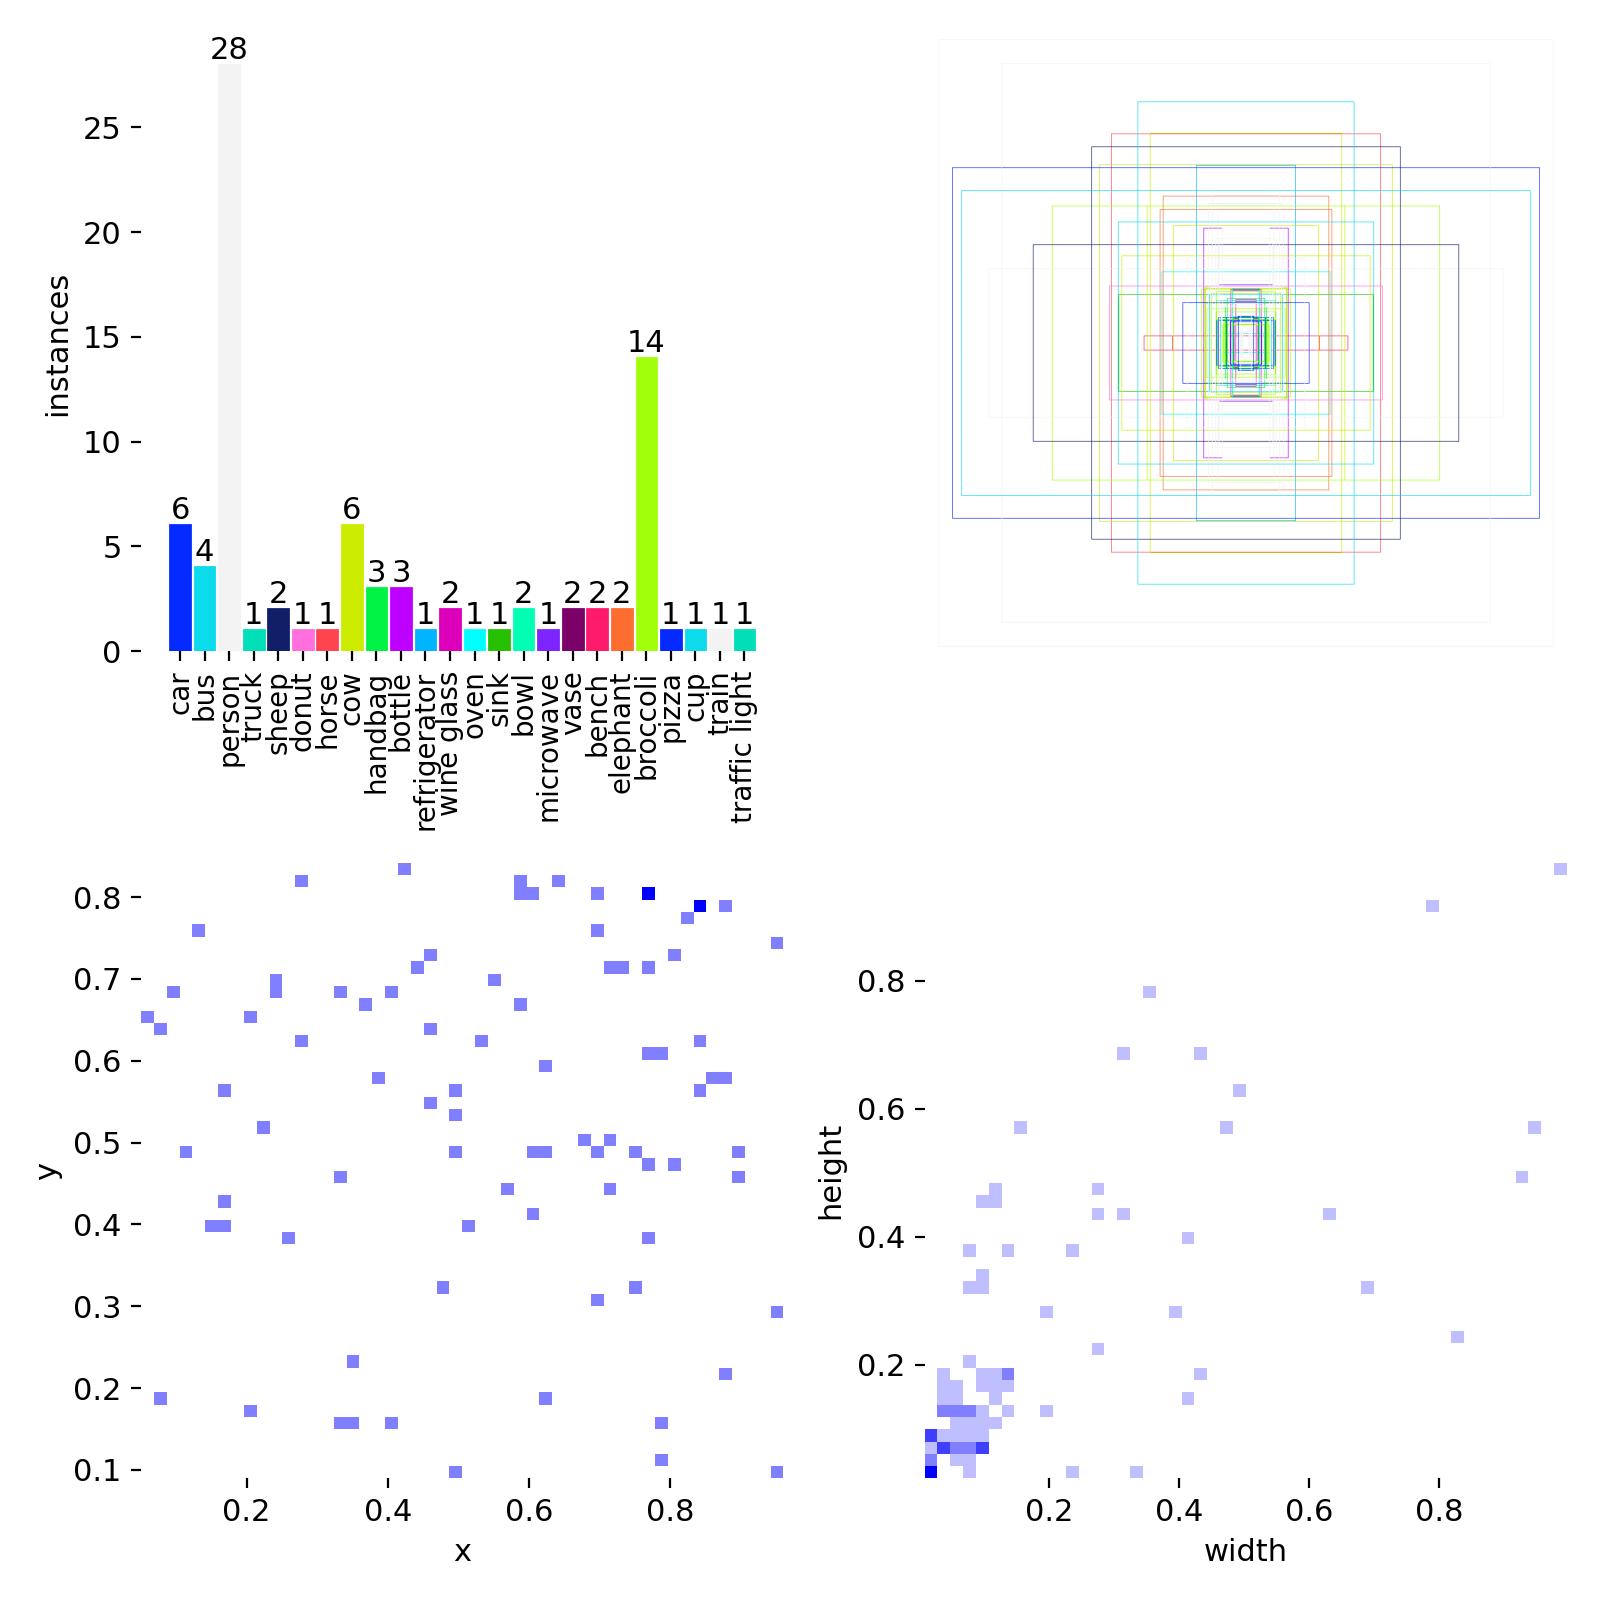 28
25
20
15
10
5
0
instances
6 4 1 2 1 1 6 3 3 1 2 1 1 2 1 2 2 2 14 1 1 1 1
car
bus
person
truck
sheep
donut
horse
cow
handbag
bottle
refrigerator
wine glass
oven
sink
bowl
microwave
vase
bench
elephant
broccoli
pizza
cup
train
traffic light
0.8
0.7
0.6
0.5
0.4
0.3
0.2
0.1
y
0.2 0.4 0.6 0.8
x
0.8
0.6
0.4
0.2
height
0.2 0.4 0.6 0.8
width